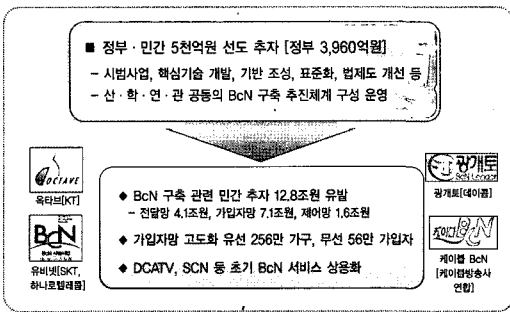 ■ 정부 · 민간 5천억원 선도 추자 [정부 3,960억원]
- 시범사업, 핵심기술 개발, 기반 조성, 표준화, 법제도 개선 등
- 산 · 학 · 연 · 관 공동의 BcN 구축 추진체계 구성 운영
OCTAVE
옥타브[KT]
BcN
유비넷[SKT,
하나로텔레콤]
◆ BcN 구축 관련 민간 추자 12.8조원 유발
- 전달망 4.1조원, 가입자망 7.1조원, 제어망 1.6조원
◆ 가입자망 고도화 유선 256만 가구, 무선 56만 가입자
◆ DCATV, SCN 등 초기 BcN 서비스 상용화
광개토
BcN Leader
광개토[데이콤]
케이블BcN
케이블 BcN
[케이블방송사
연합]